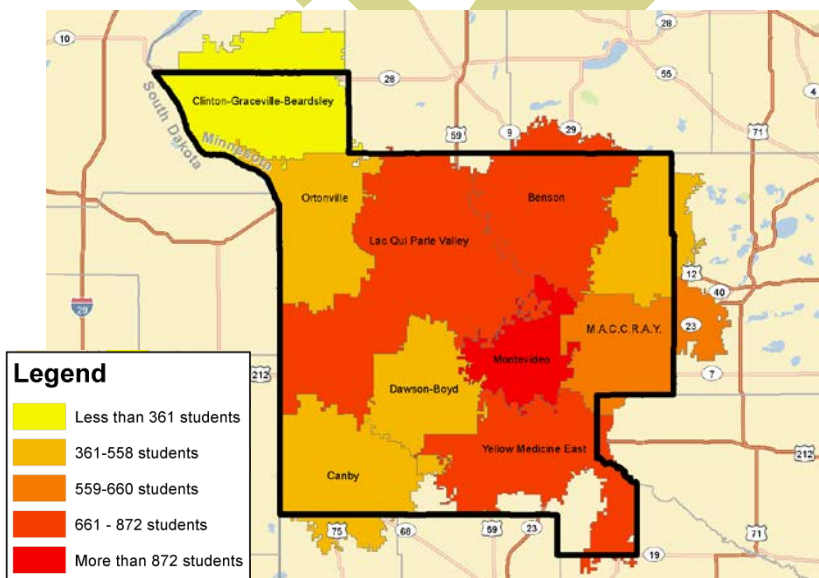 10
28
28
55
4
South Dakota
Minnesota
Clinton-Graceville-Beardsley
59
9
29
71
Ortonville
Benson
Lac Qui Parle Valley
12
40
29
M.A.C.C.R.A.Y.
23
Montevideo
7
212
Dawson-Boyd
Yellow Medicine East
212
Canby
75
68
59
23
71
19
Legend
Less than 361 students
361-558 students
559-660 students
661 - 872 students
More than 872 students